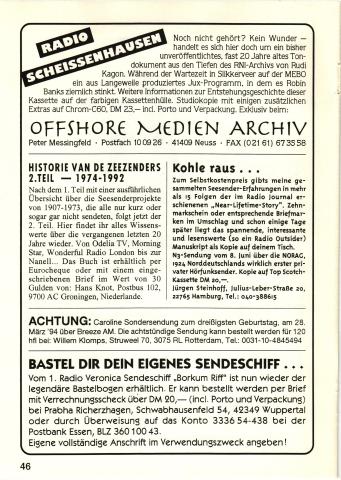 RADIO
SCHEISSENHAUSEN
Noch nicht gehört? Kein Wunder –
handelt es sich hier doch um ein bisher
unveröffentlichtes, fast 20 Jahre altes Ton-
dokument aus den Tiefen des RNI-Archivs von Rudi
Kagon. Während der Wartezeit in Slikkerveer auf der MEBO
ein aus Langeweile produziertes Jux-Programm, in dem es Robin
Banks ziemlich stinkt. Weitere Informationen zur Entstehungsgeschichte dieser
Kassette auf der farbigen Kassettenhülle. Studiokopie mit einigen zusätzlichen
Extras auf Chrom-C60, DM 23,– incl. Porto und Verpackung. Exklusiv beim:
OFFSHORE MEDIEN ARCHIV
Peter Messingfeld · Postfach 10 09 26 · 41409 Neuss · FAX (0 21 61) 67 35 58
HISTORIE VAN DE ZEEZENDERS
2.TEIL – 1974-1992
Nach dem 1. Teil mit einer ausführlichen
Übersicht über die Seesenderprojekte
von 1907-1973, die alle nur kurz oder
sogar gar nicht sendeten, folgt jetzt der
2. Teil. Hier findet ihr alles Wissens-
werte über die vergangenen letzten 20
Jahre wieder. Von Odelia TV, Morning
Star, Wonderful Radio London bis zur
Nanell... Das Buch ist erhältlich per
Eurocheque oder mit einem einge-
schriebenen Brief im Wert von 30
Gulden von: Hans Knot, Postbus 102,
9700 AC Groningen, Niederlande.
Kohle raus . . .
Zum Selbstkostenpreis gibts meine ge-
sammelten Seesender-Erfahrungen in mehr
als 15 Folgen der im Radio Journal er-
schienenen „Near-Lifetime-Story". Zehn-
markschein oder entsprechende Briefmar-
ken im Umschlag und schon einige Tage
später liegt das spannende, interessante
und lesenswerte (so ein Radio Outsider)
Manuskript als Kopie auf deinem Tisch.
N3-Sendung vom 8. Juni über die NORAG,
1924 Norddeutschlands wirklich erster pri-
vater Hörfunksender. Kopie auf Top Scotch-
Kassette DM 20,–.
Jürgen Steinhoff, Julius-Leber-Straße 20,
22765 Hamburg, Tel.: 040-388615
ACHTUNG: Caroline Sondersendung zum dreißigsten Geburtstag, am 28.
März '94 über Breeze AM. Die achtstündige Sendung kann bestellt werden für 120
hfl bei: Willem Klomps, Struweel 70, 3075 RL Rotterdam, Tel.: 0031-10-4845494
BASTEL DIR DEIN EIGENES SENDESCHIFF . . .
Vom 1. Radio Veronica Sendeschiff „Borkum Riff" ist nun wieder der
legendäre Bastelbogen erhältlich. Er kann bestellt werden per Brief
mit Verrechnungsscheck über DM 20,– (incl. Porto und Verpackung)
bei Prabha Richerzhagen, Schwabhausenfeld 54, 42349 Wuppertal
oder durch Überweisung auf das Konto 3336 54-438 bei der
Postbank Essen, BLZ 360 100 43.
Eigene vollständige Anschrift im Verwendungszweck angeben!
46